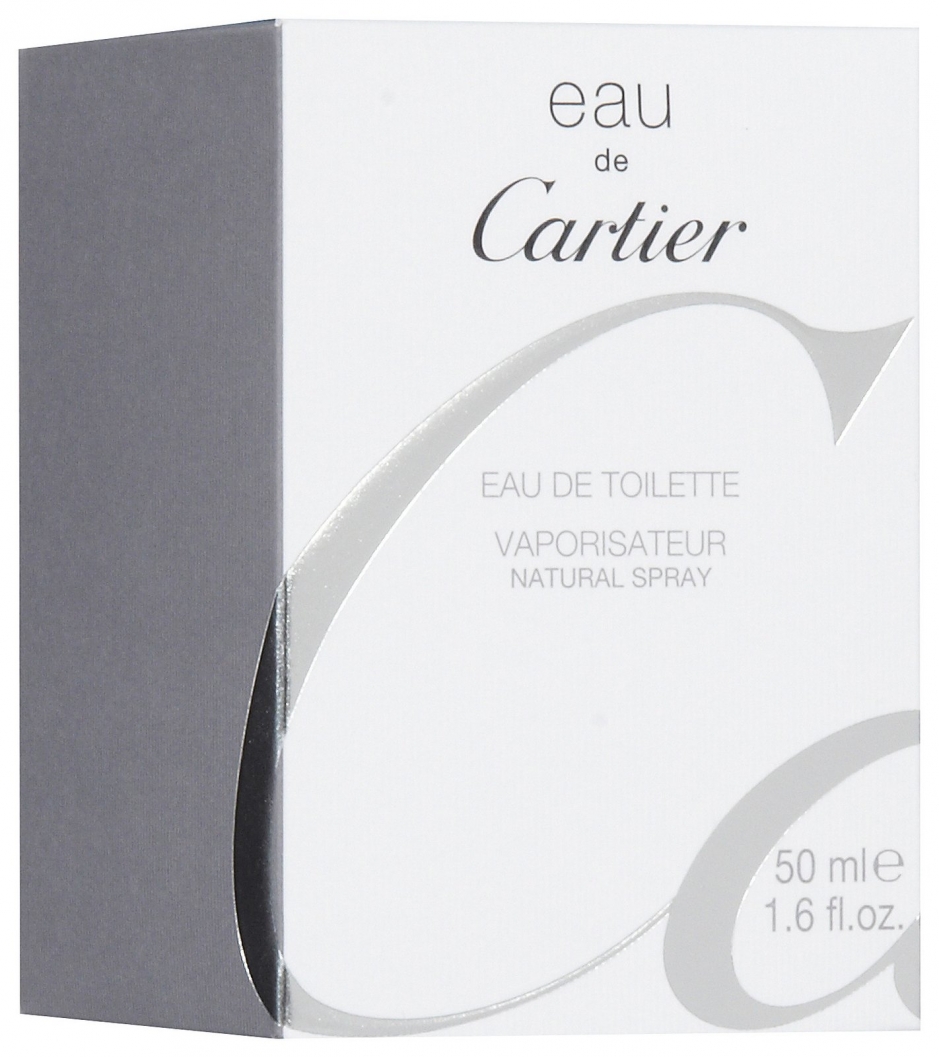 eau
de
Cartier
EAU DE TOILETTE
VAPORISATEUR
NATURAL SPRAY
50 ml℮
1.6 fl.oz.